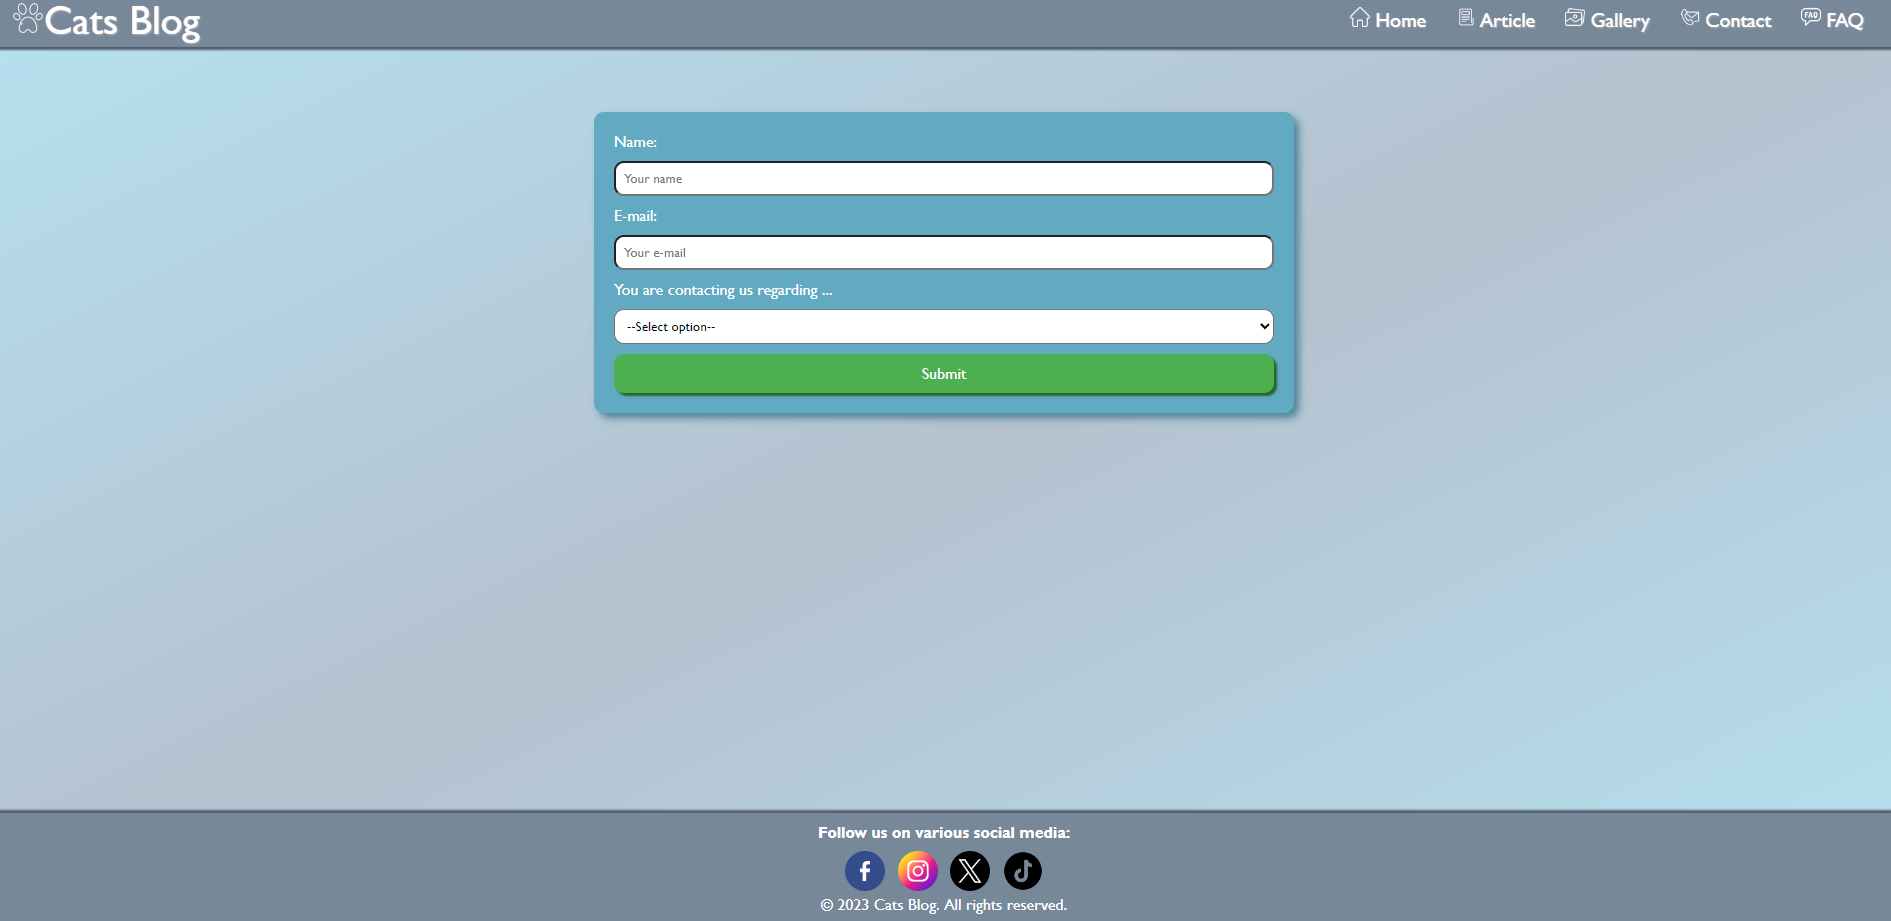 Cats Blog
Home
Article
Gallery
Contact
FAQ
FAQ
Name:
Your name
E-mail:
Your e-mail
You are contacting us regarding ...
--Select option--
Submit
Follow us on various social media:
© 2023 Cats Blog. All rights reserved.